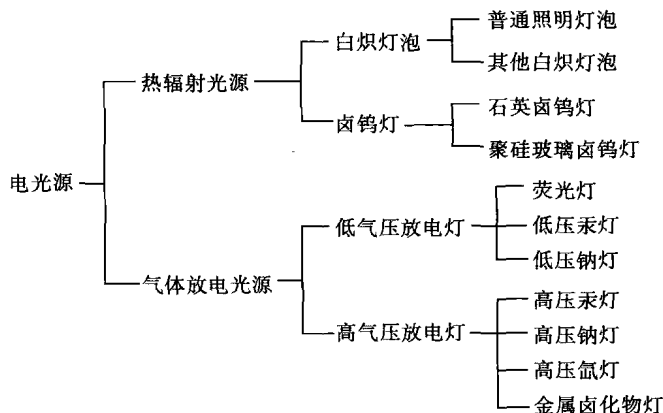 普通照明灯泡
白炽灯泡
其他白炽灯泡
热辐射光源
石英卤钨灯
卤钨灯
聚硅玻璃卤钨灯
电光源
荧光灯
低气压放电灯
低压汞灯
低压钠灯
气体放电光源
高压汞灯
高气压放电灯
高压钠灯
高压氙灯
金属卤化物灯